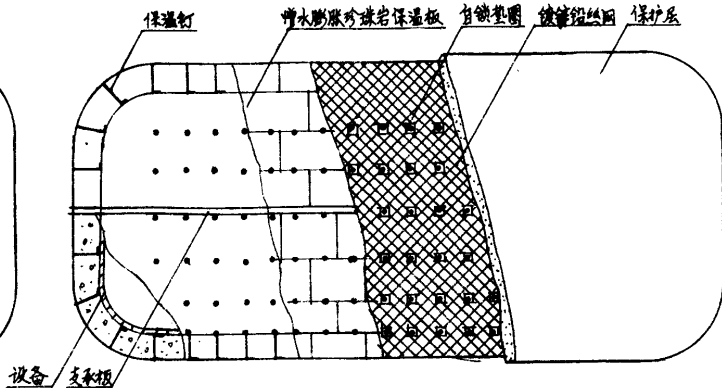 保温钉
憎水膨胀珍珠岩保温板
自锁垫圈
镀锌铅丝网
保护层
设备
支承板